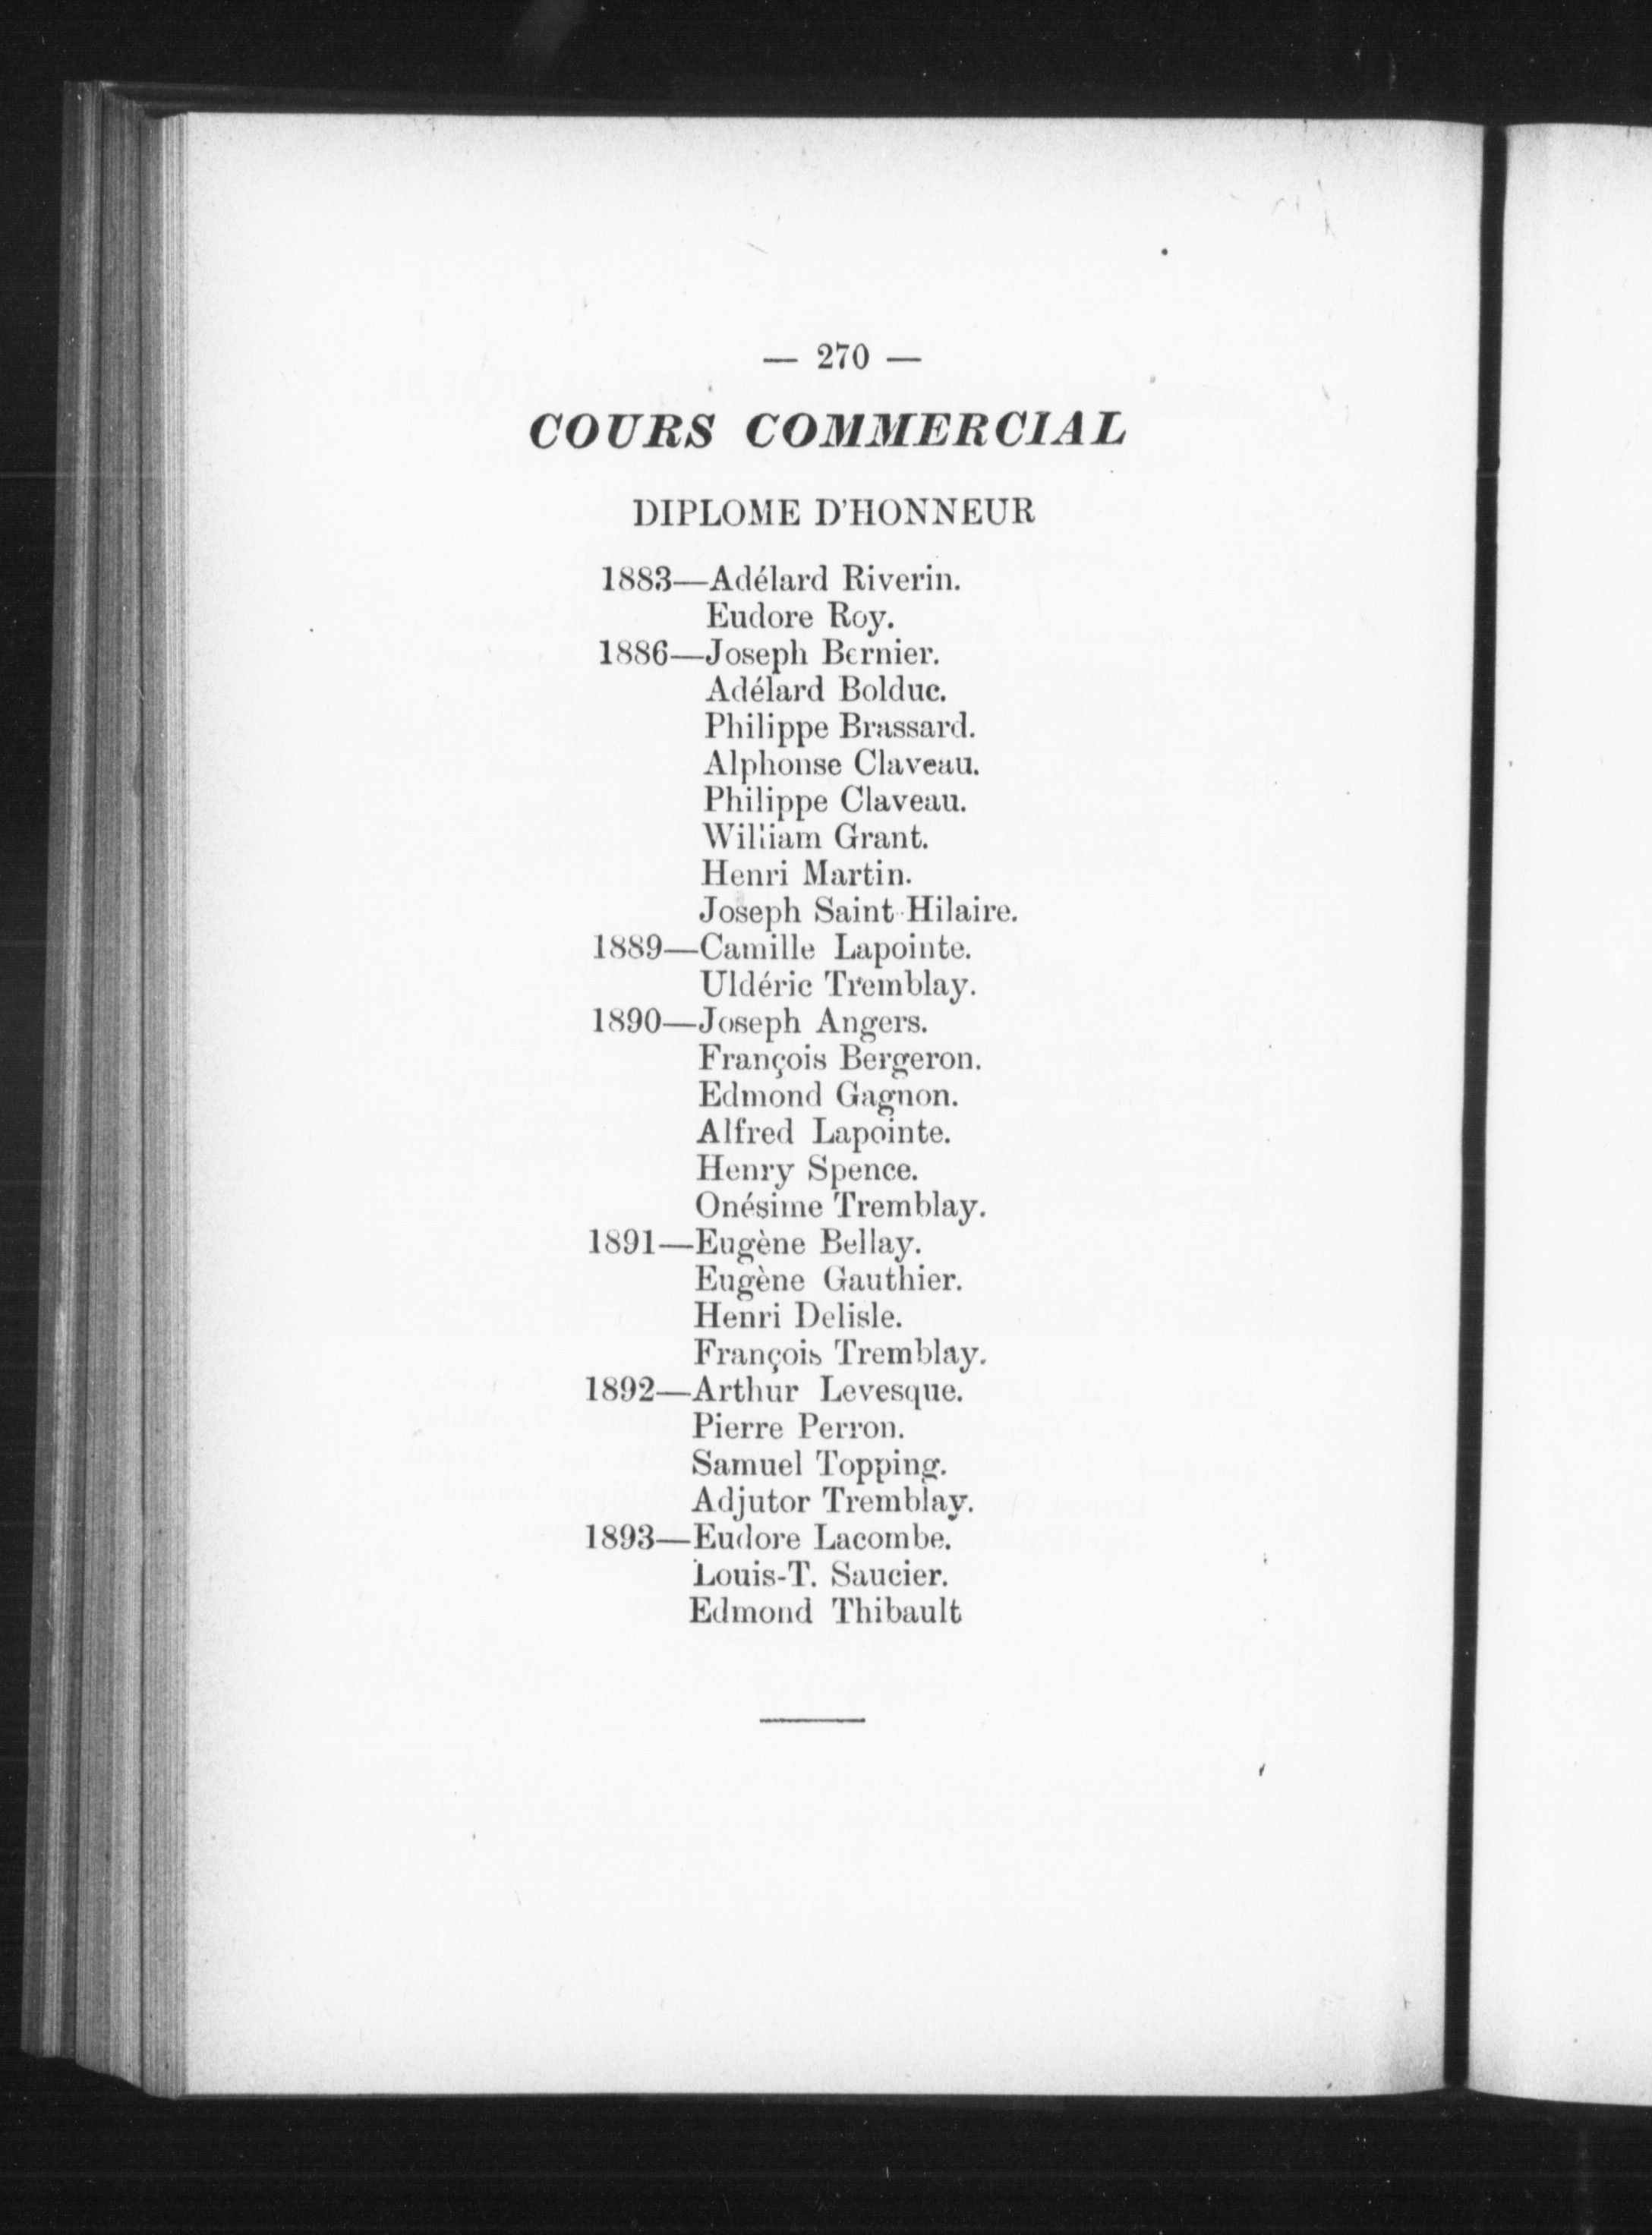 — 270 —
COURS COMMERCIAL
DIPLOME D'HONNEUR
1883—Adélard Riverin.
Eudore Roy.
1886—Joseph Bernier.
Adélard Bolduc.
Philippe Brassard.
Alphonse Claveau.
Philippe Claveau.
William Grant.
Henri Martin.
Joseph Saint-Hilaire.
1889—Camille Lapointe.
Uldéric Tremblay.
1890—Joseph Angers.
François Bergeron.
Edmond Gagnon.
Alfred Lapointe.
Henry Spence.
Onésime Tremblay.
1891—Eugène Bellay.
Eugène Gauthier.
Henri Delisle.
François Tremblay.
1892—Arthur Levesque.
Pierre Perron.
Samuel Topping.
Adjutor Tremblay.
1893—Eudore Lacombe.
Louis-T. Saucier.
Edmond Thibault